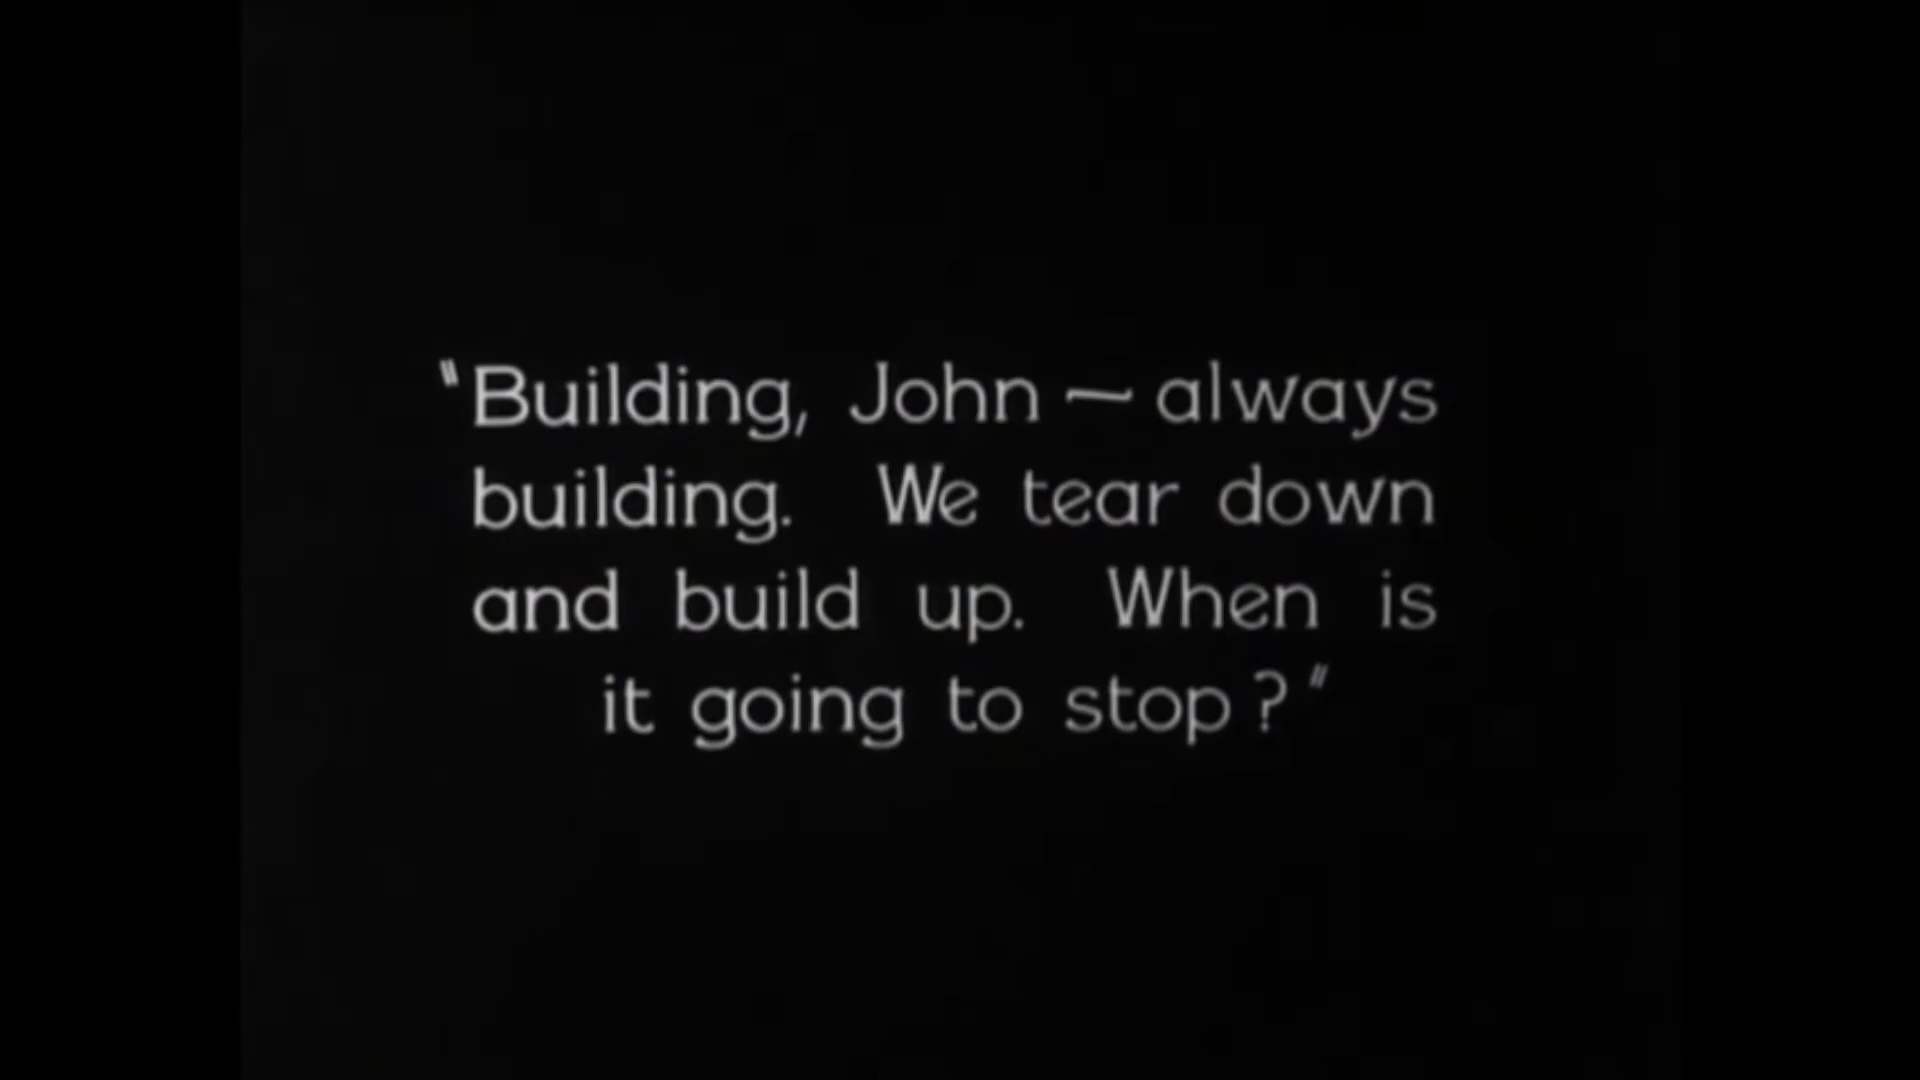 "Building, John — always
building. We tear down
and build up. When is
it going to stop?"